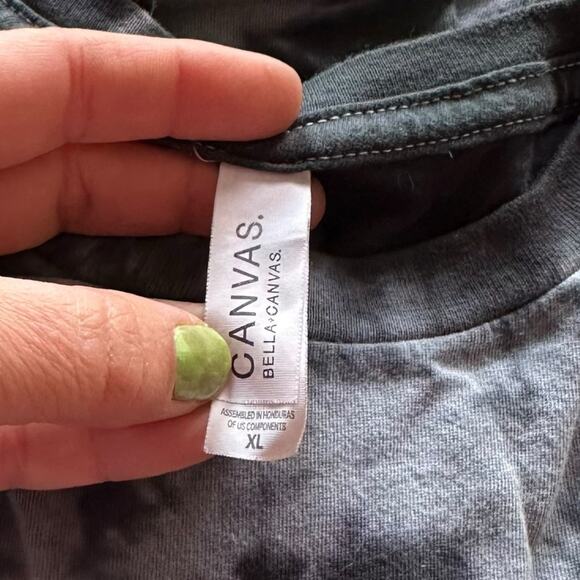 CANVAS.
BELLA+CANVAS.
ASSEMBLED IN HONDURAS
OF US COMPONENTS
XL